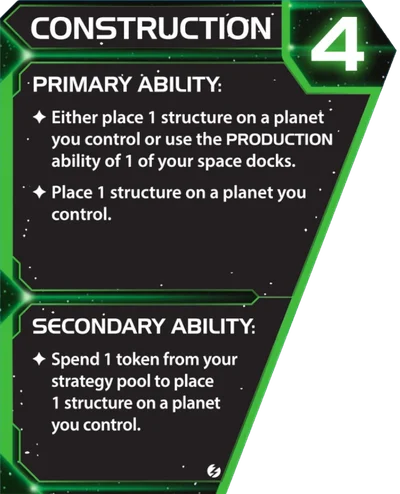 CONSTRUCTION
4
PRIMARY ABILITY:
✦ Either place 1 structure on a planet
you control or use the PRODUCTION
ability of 1 of your space docks.
✦ Place 1 structure on a planet you
control.
SECONDARY ABILITY:
✦ Spend 1 token from your
strategy pool to place
1 structure on a planet
you control.